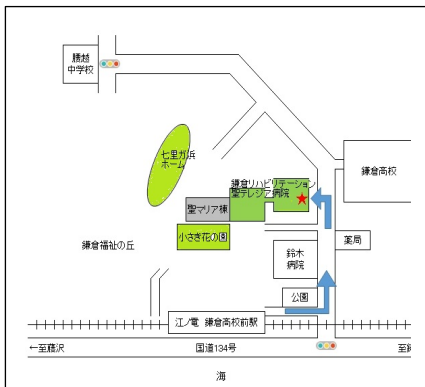 腰越
中学校
七里ガ浜
ホーム
鎌倉リハビリテーション
聖テレジア病院
鎌倉高校
聖マリア棟
小さき花の園
薬局
鎌倉福祉の丘
鈴木
病院
公園
江ノ電 鎌倉高校前駅
←至藤沢
国道134号
至鎌
海